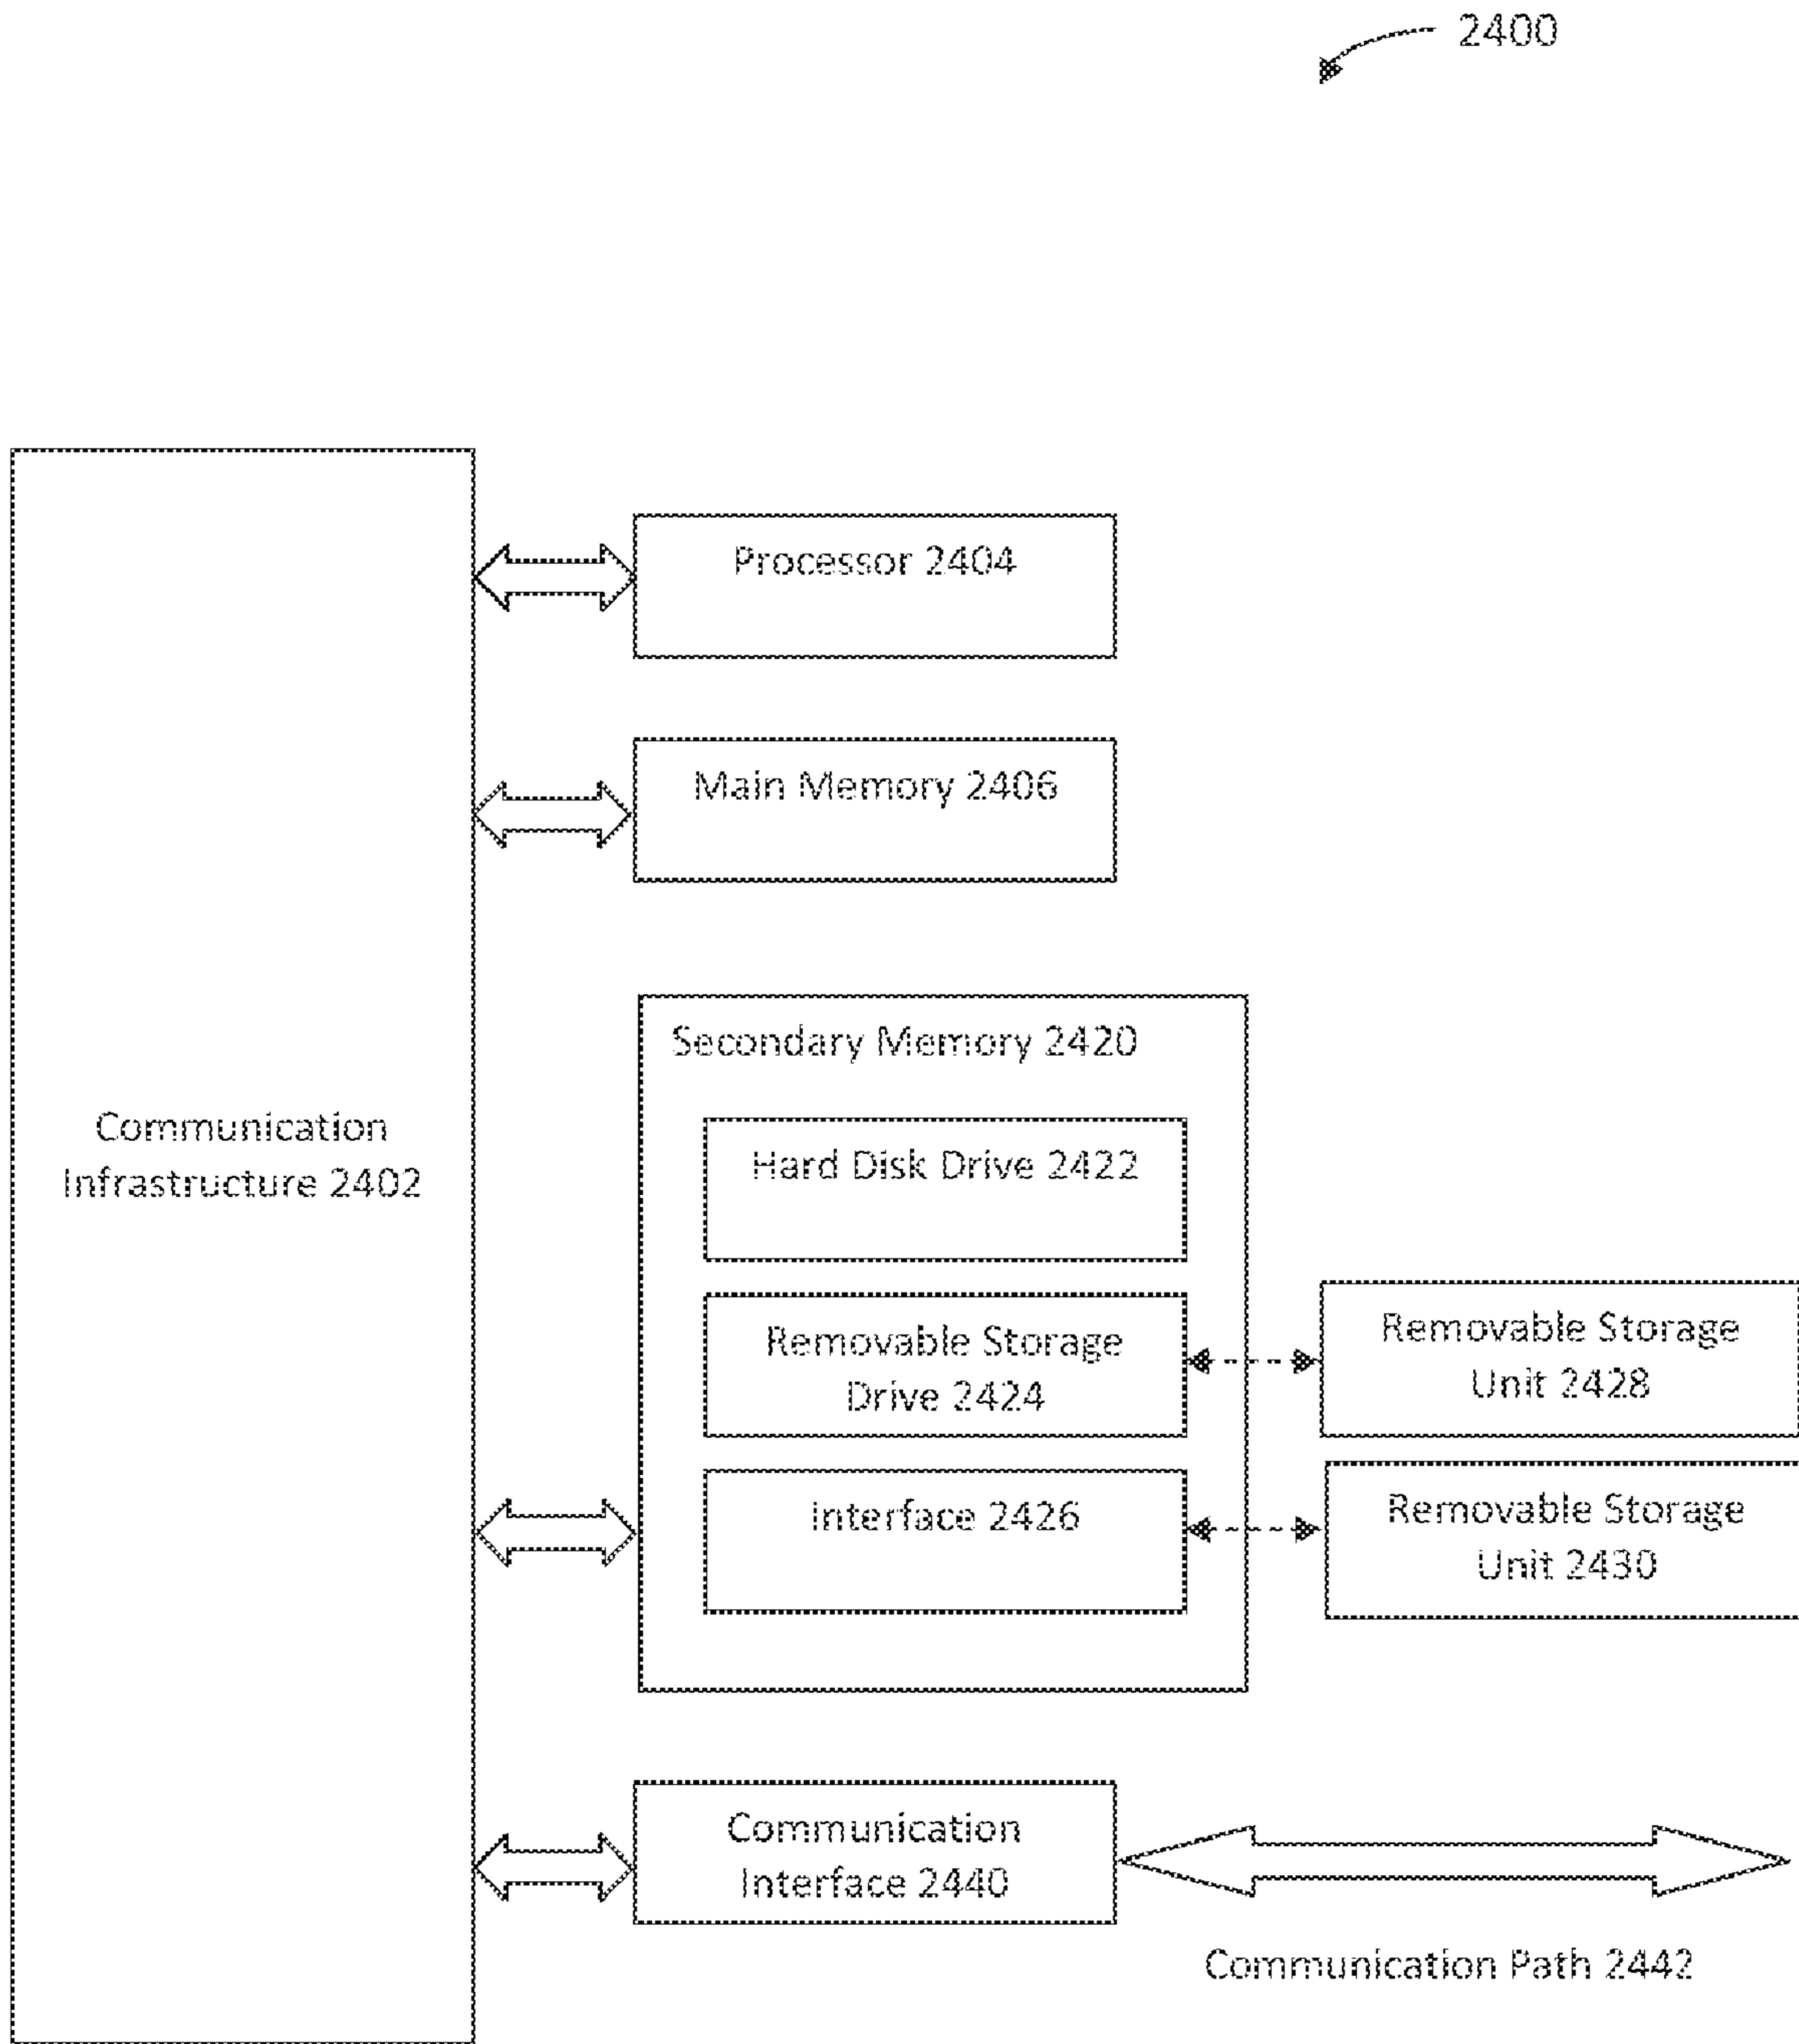 2400
Processor 2404
Main Memory 2406
Secondary Memory 2420
Communication
Infrastructure 2402
Hard Disk Drive 2422
Removable Storage
Drive 2424
Removable Storage
Unit 2428
Interface 2426
Removable Storage
Unit 2430
Communication
Interface 2440
Communication Path 2442